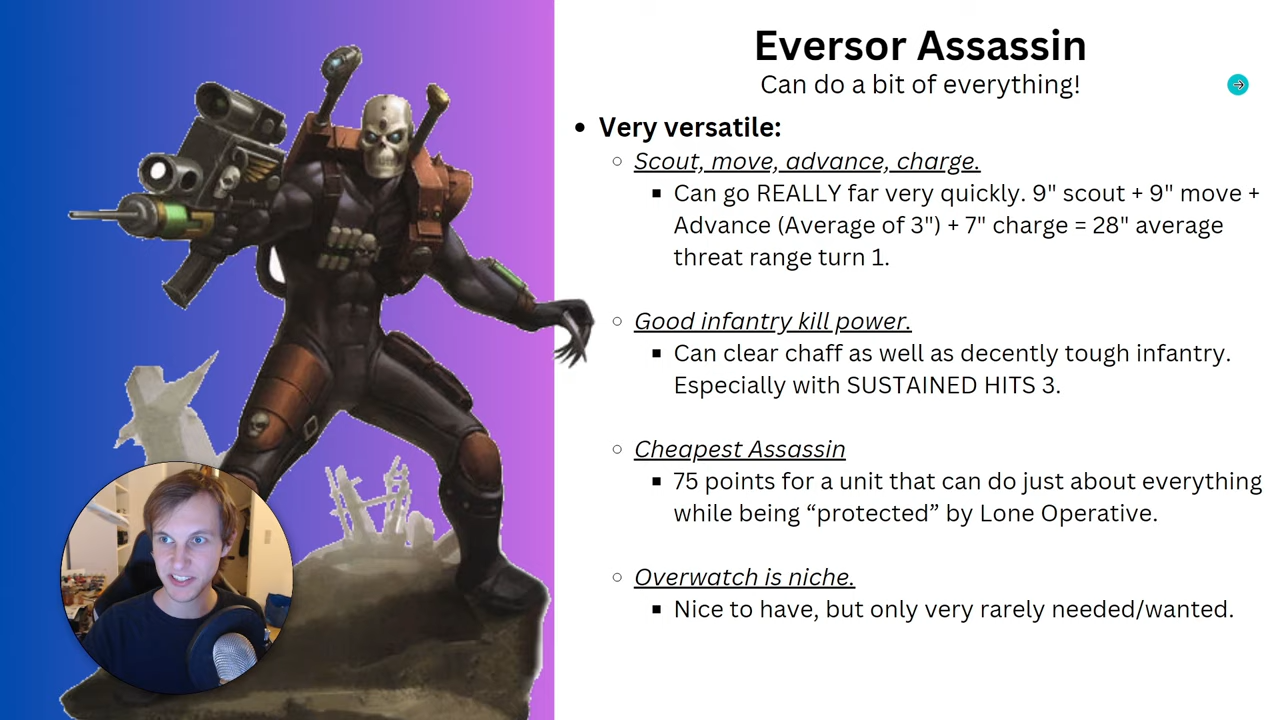 Eversor Assassin
Can do a bit of everything!
• Very versatile:
○ Scout, move, advance, charge.
▪ Can go REALLY far very quickly. 9" scout + 9" move +
Advance (Average of 3") + 7" charge = 28" average
threat range turn 1.
○ Good infantry kill power.
▪ Can clear chaff as well as decently tough infantry.
Especially with SUSTAINED HITS 3.
○ Cheapest Assassin
▪ 75 points for a unit that can do just about everything
while being “protected” by Lone Operative.
○ Overwatch is niche.
▪ Nice to have, but only very rarely needed/wanted.